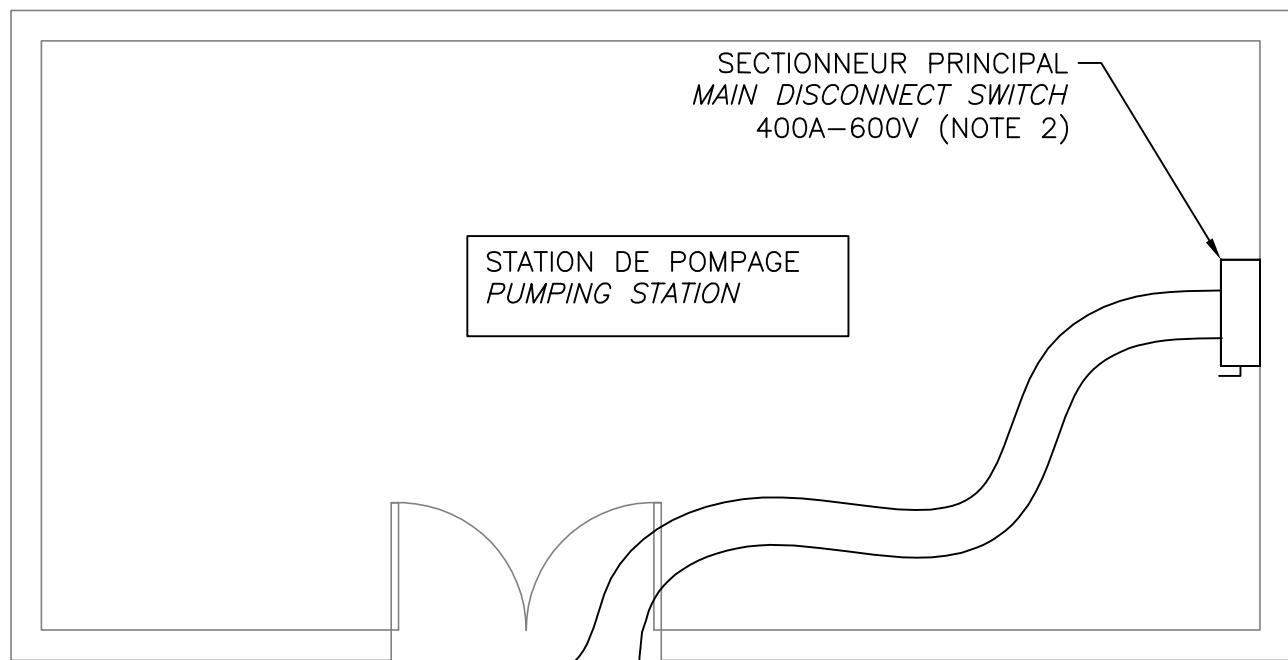 SECTIONNEUR PRINCIPAL
MAIN DISCONNECT SWITCH
400A-600V (NOTE 2)
STATION DE POMPAGE
PUMPING STATION